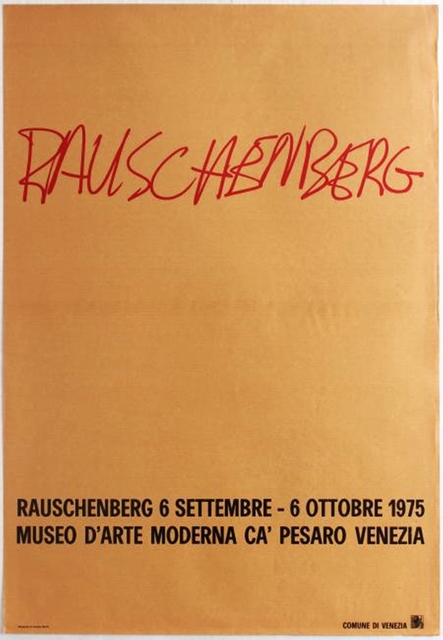 RAUSCHENBERG
RAUSCHENBERG 6 SETTEMBRE - 6 OTTOBRE 1975
MUSEO D'ARTE MODERNA CA' PESARO VENEZIA
COMUNE DI VENEZIA